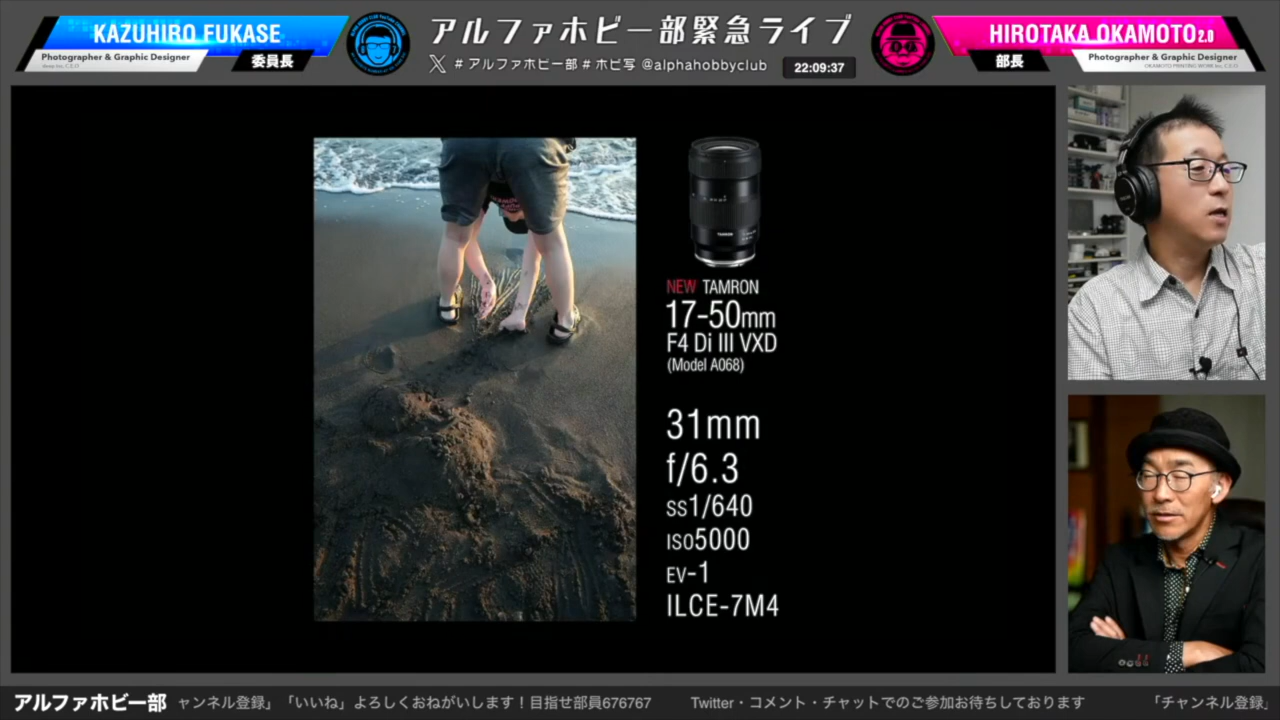 KAZUHIRO FUKASE
Photographer & Graphic Designer
委員長
アルファホビー部緊急ライブ
#アルファホビー部 #ホビ写 @alphahobbyclub
22:09:37
HIROTAKA OKAMOTO2.0
部長
Photographer & Graphic Designer
TAMRON
NEW TAMRON
17-50mm
F4 Di III VXD
(Model A068)
31mm
f/6.3
SS1/640
ISO5000
EV-1
ILCE-7M4
アルファホビー部 ャンネル登録」「いいね」よろしくおねがいします！目指せ部員676767 Twitter・コメント・チャットでのご参加お待ちしております 「チャンネル登録」